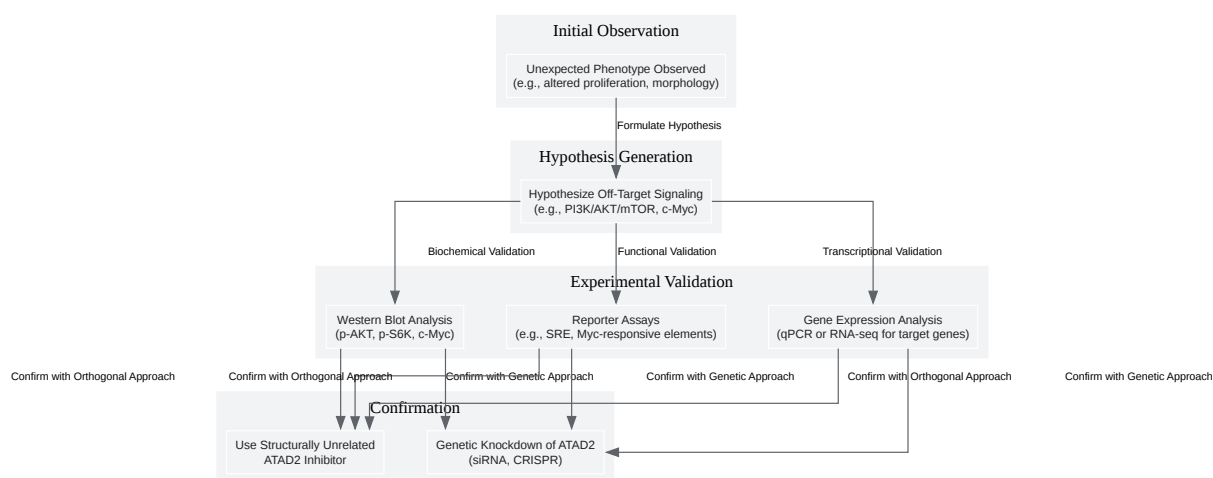 Initial Observation
Unexpected Phenotype Observed
(e.g., altered proliferation, morphology)
Formulate Hypothesis
Hypothesis Generation
Hypothesize Off-Target Signaling
(e.g., PI3K/AKT/mTOR, c-Myc)
Biochemical Validation
Functional Validation
Transcriptional Validation
Experimental Validation
Western Blot Analysis
(p-AKT, p-S6K, c-Myc)
Reporter Assays
(e.g., SRE, Myc-responsive elements)
Gene Expression Analysis
(qPCR or RNA-seq for target genes)
Confirm with Orthogonal Approach
Confirm with Orthogonal Approach
Confirm with Genetic Approach
Confirm with Genetic Approach
Confirm with Orthogonal Approach
Confirm with Genetic Approach
Confirmation
Use Structurally Unrelated
ATAD2 Inhibitor
Genetic Knockdown of ATAD2
(siRNA, CRISPR)